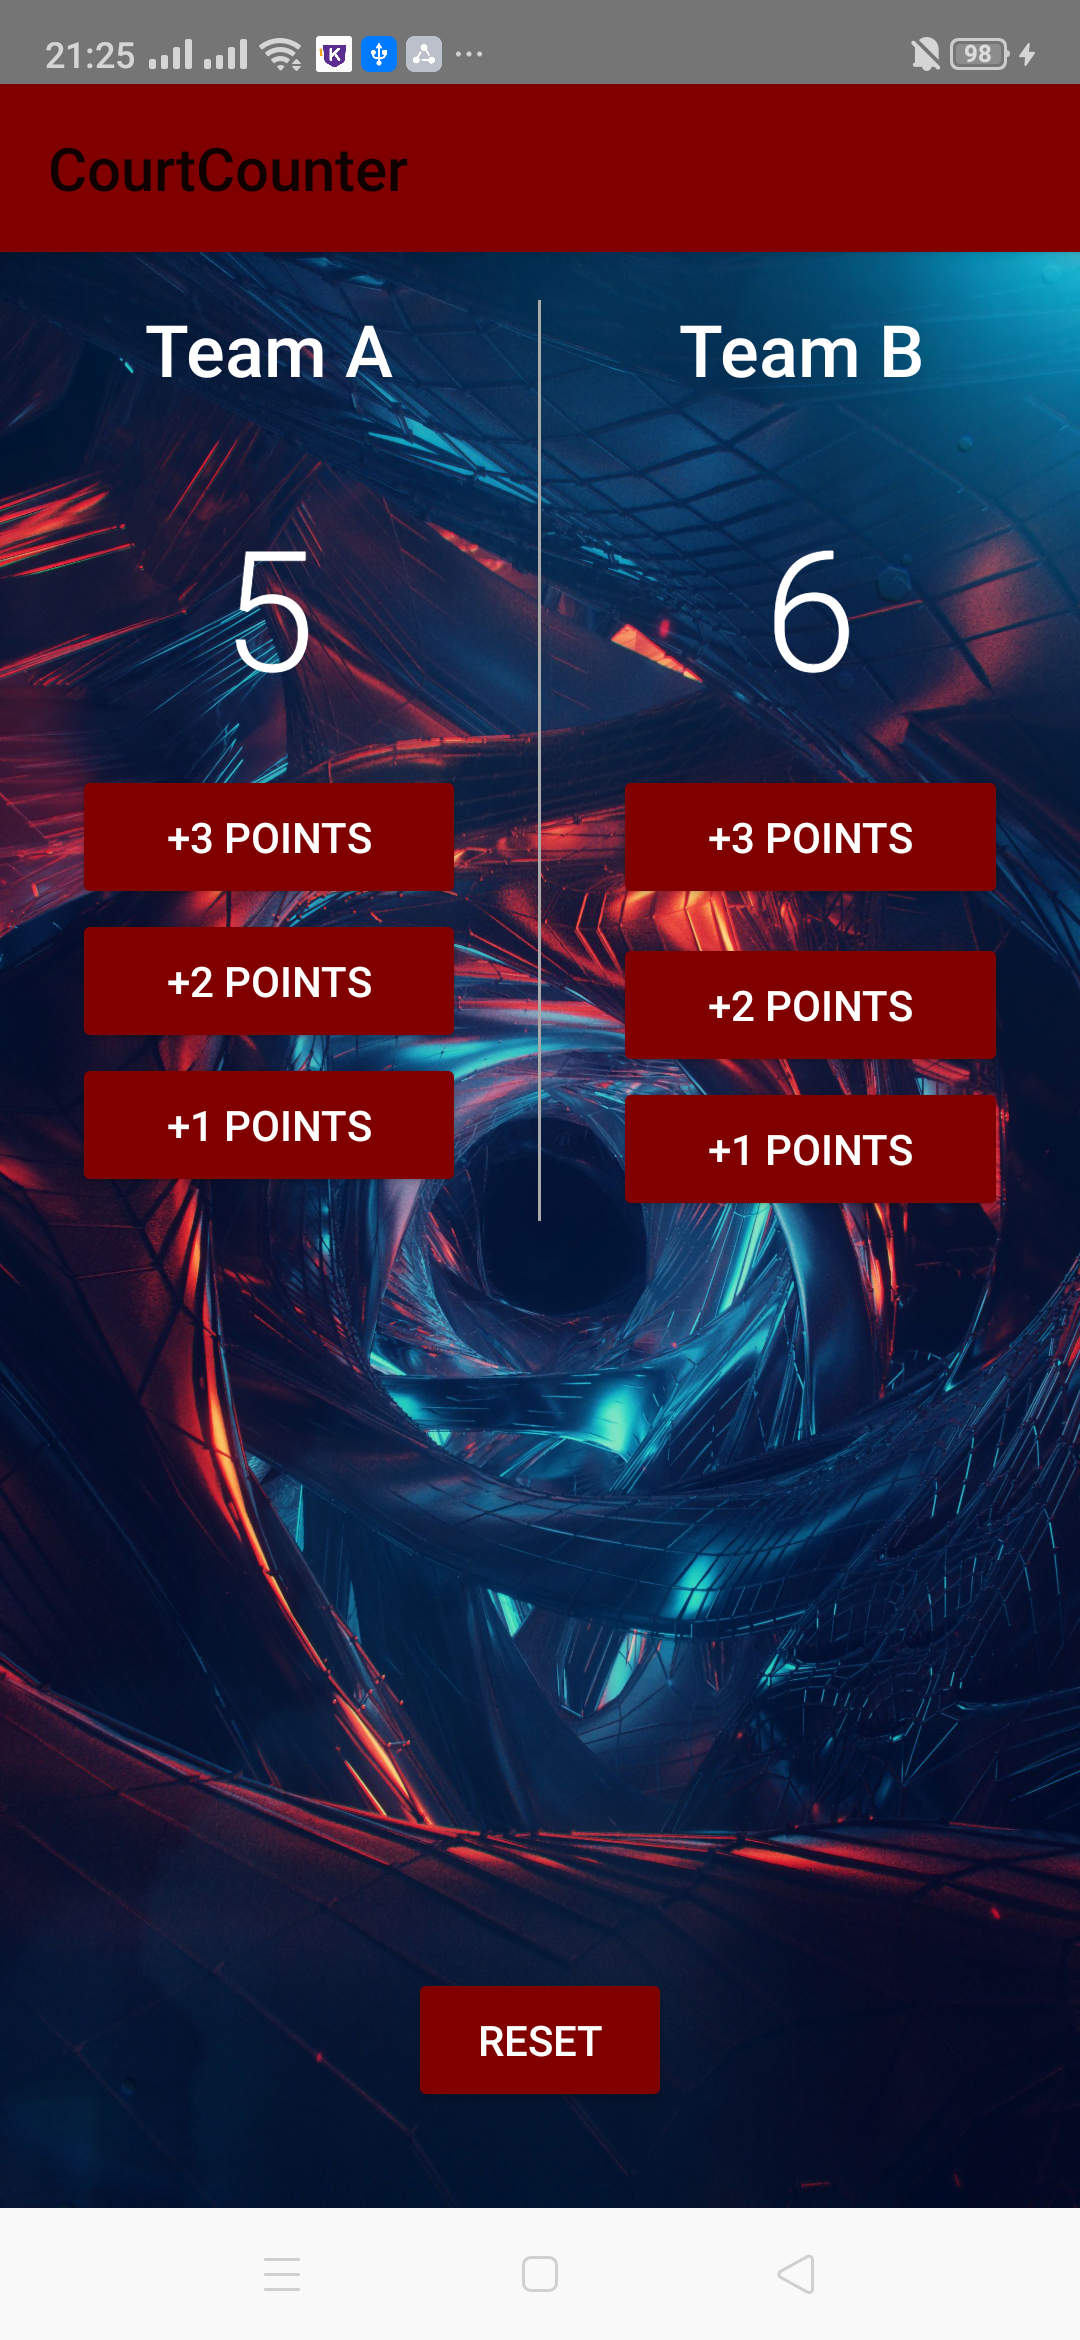 21:25
K
98
CourtCounter
Team A
Team B
5
6
+3 POINTS
+3 POINTS
+2 POINTS
+2 POINTS
+1 POINTS
+1 POINTS
RESET